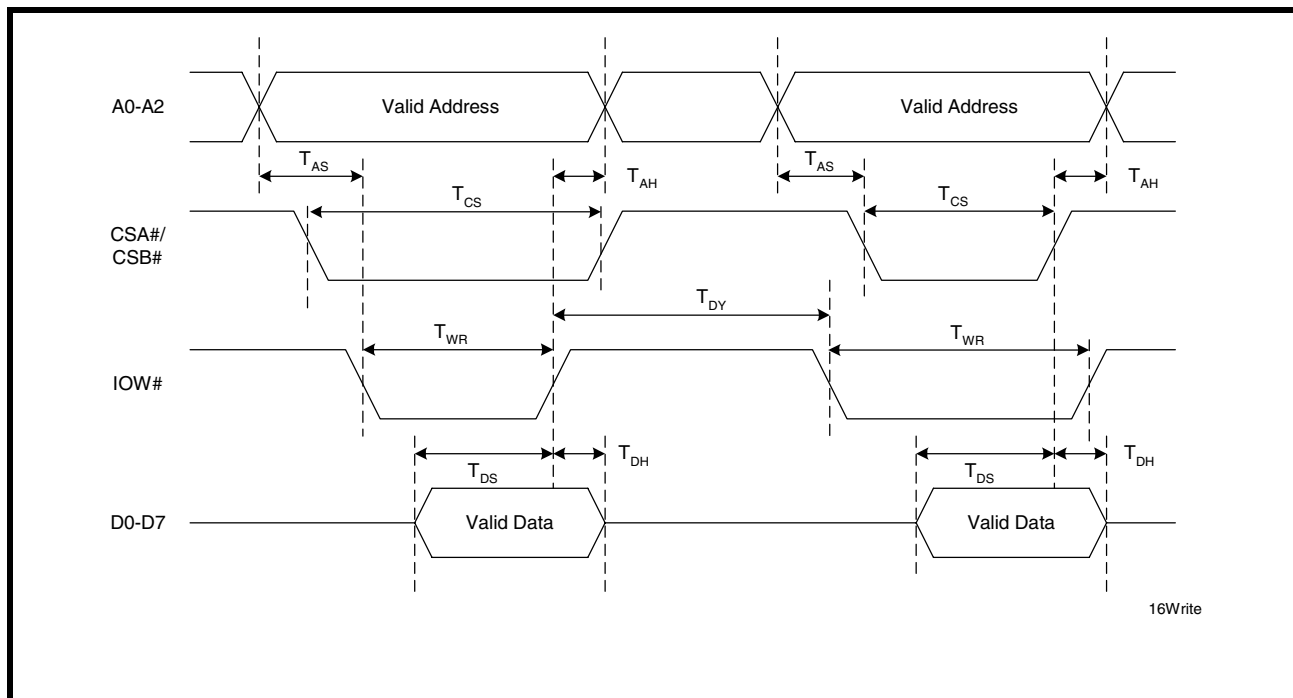 A0-A2
Valid Address
Valid Address
TAS
TAH
TAS
TAH
TCS
TCS
CSA#/
CSB#
TDY
TWR
TWR
IOW#
TDS
TDH
TDS
TDH
D0-D7
Valid Data
Valid Data
16Write